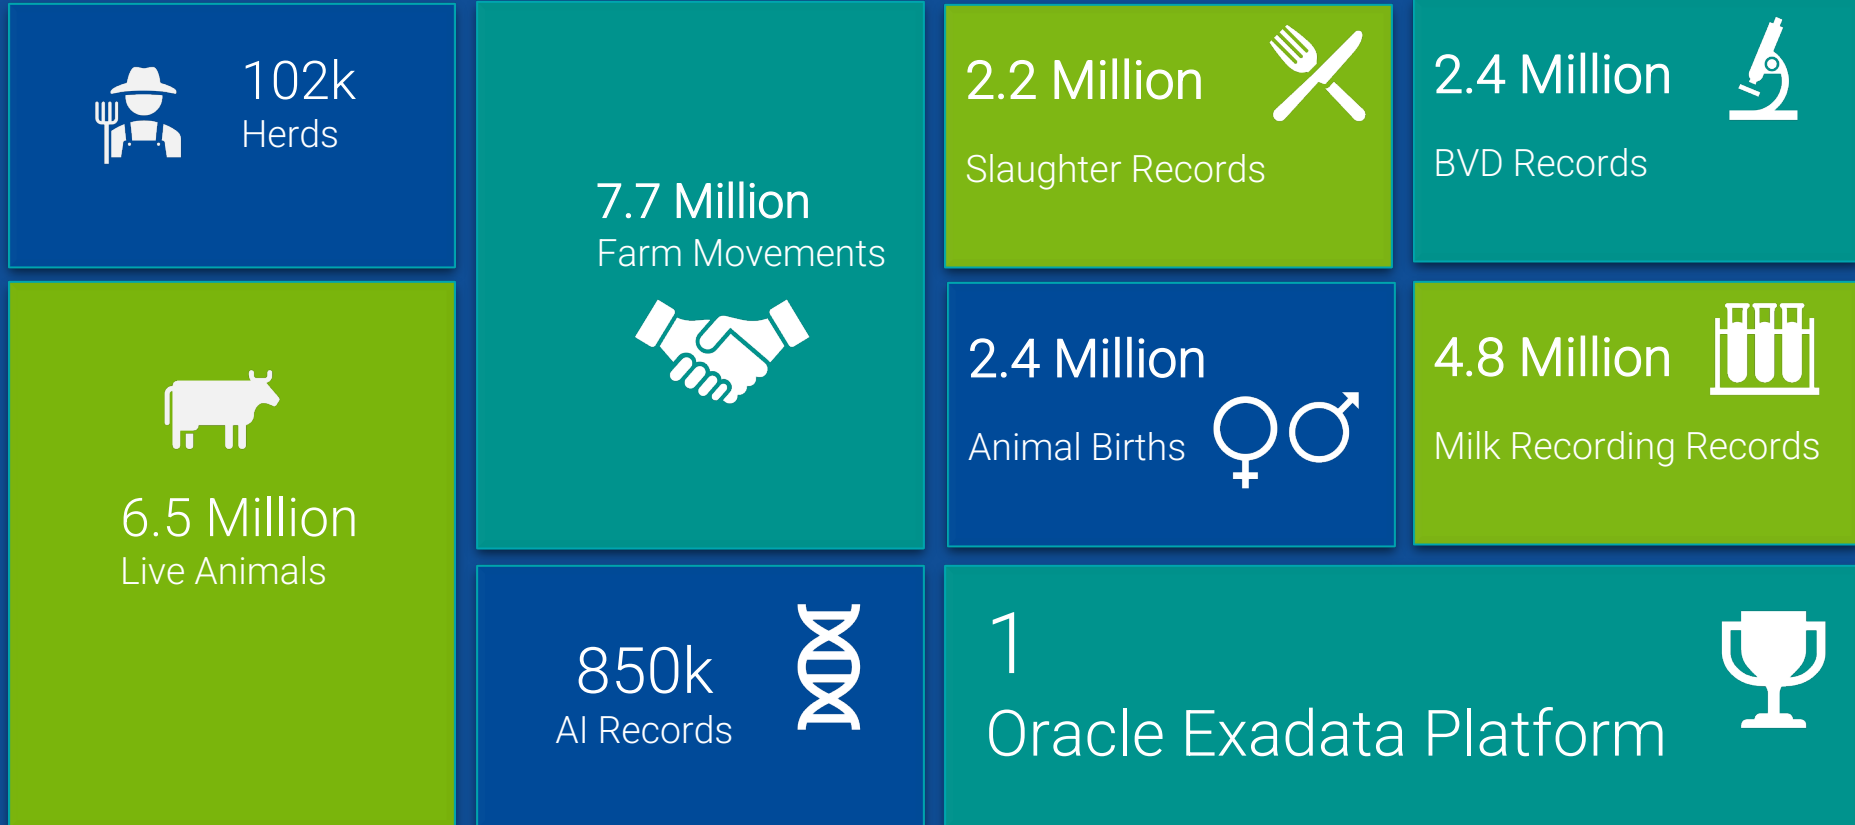 102k
Herds
6.5 Million
Live Animals
7.7 Million
Farm Movements
850k
AI Records
2.2 Million
Slaughter Records
2.4 Million
BVD Records
2.4 Million
Animal Births
4.8 Million
Milk Recording Records
1
Oracle Exadata Platform